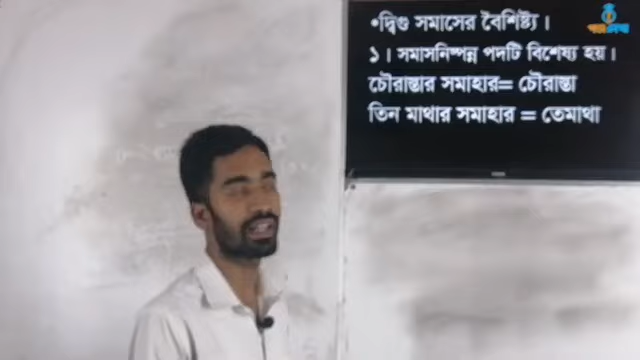 •দ্বিগু সমাসের বৈশিষ্ট্য।
১। সমাসনিষ্পন্ন পদটি বিশেষ্য হয়।
চৌরাস্তার সমাহার= চৌরাস্তা
তিন মাথার সমাহার = তেমাথা